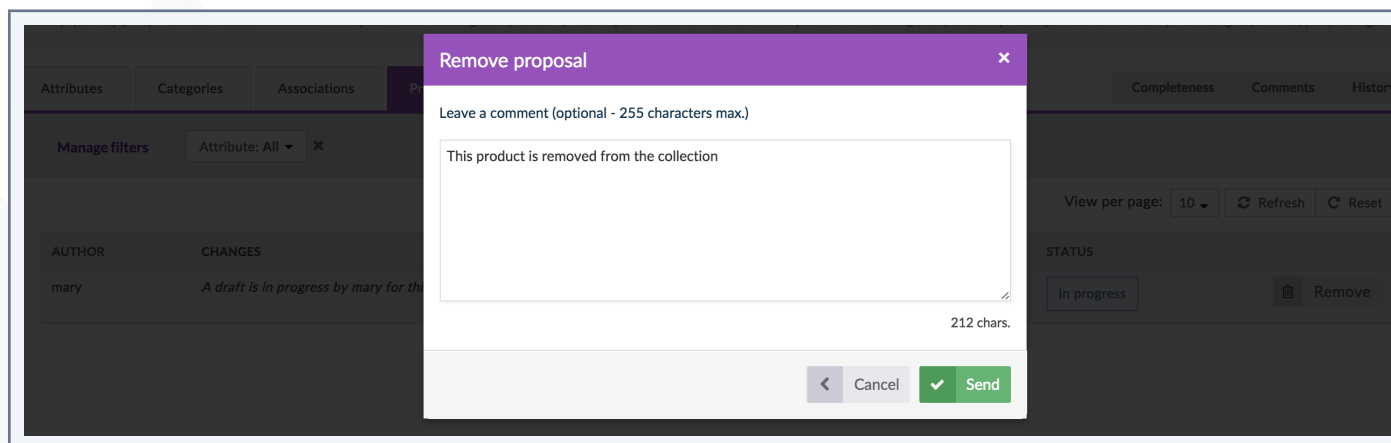 Remove proposal ×
Attributes Categories Associations Completeness Comments
Leave a comment (optional - 255 characters max.)
Manage filters Attribute: All
This product is removed from the collection
View per page: 10 Refresh Reset
AUTHOR CHANGES STATUS
mary A draft is in progress by mary for In progress Remove
212 chars.
Cancel Send